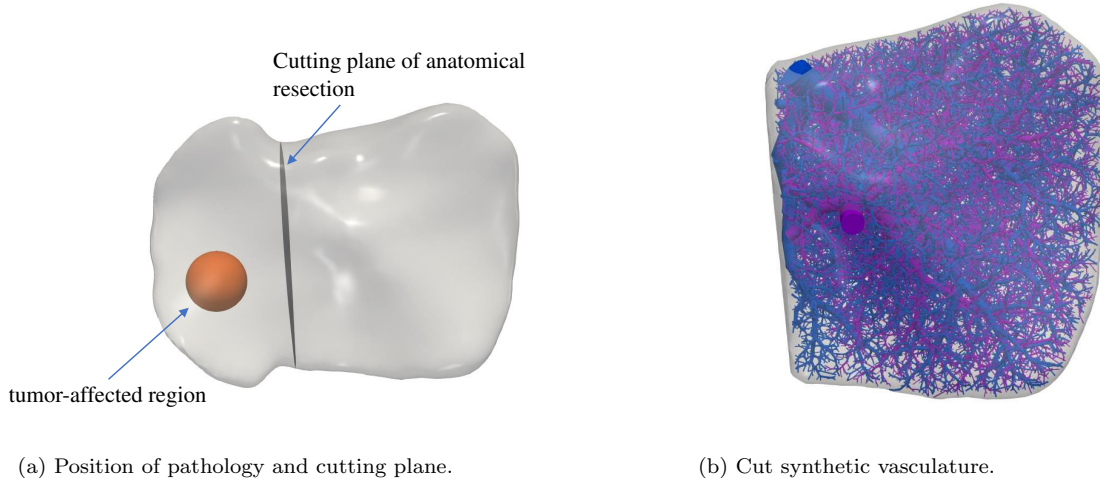 Cutting plane of anatomical
resection
tumor-affected region
(a) Position of pathology and cutting plane.
(b) Cut synthetic vasculature.